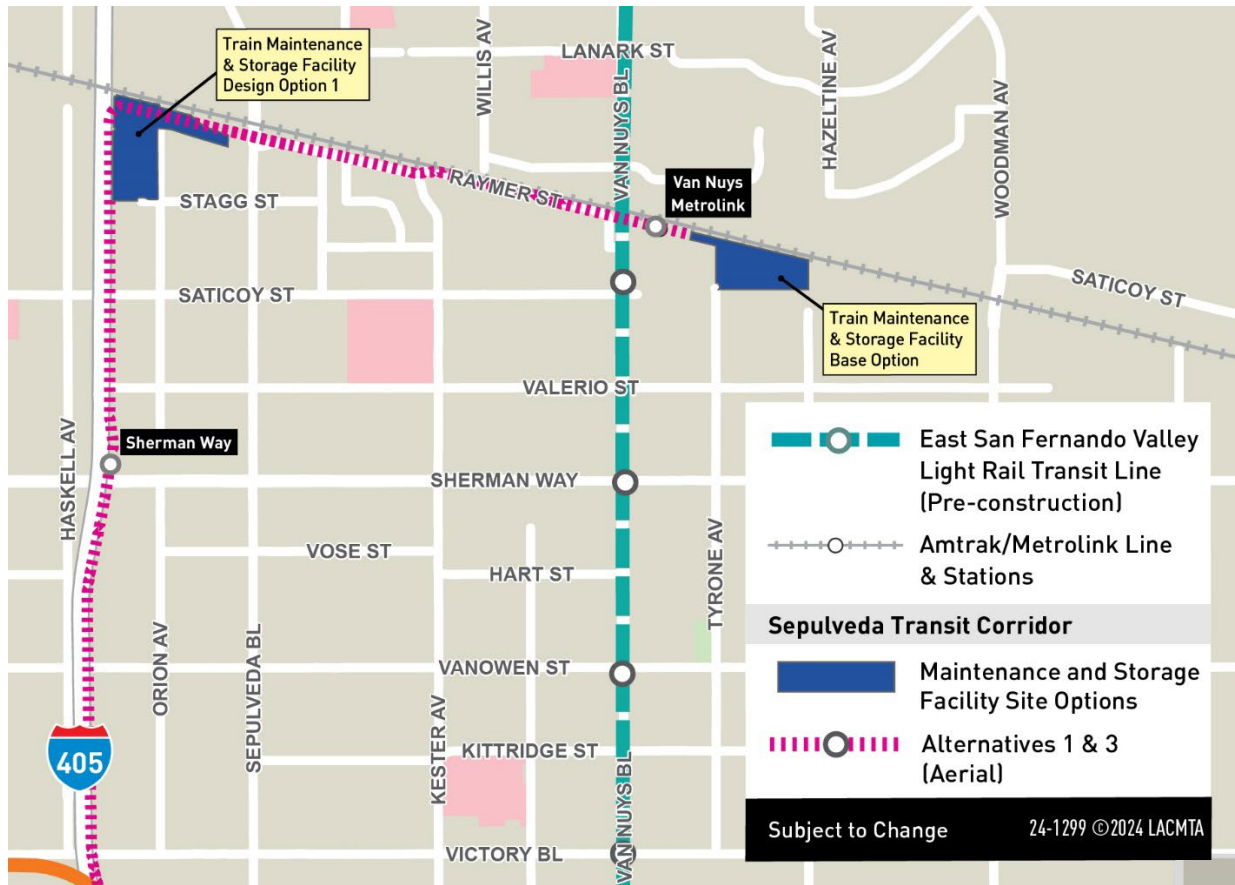 Train Maintenance
& Storage Facility
Design Option 1
WILLIS AV
LANARK ST
VAN NUYS BL
HAZELTINE AV
WOODMAN AV
STAGG ST
RAYMER ST
Van Nuys
Metrolink
SATICOY ST
SATICOY ST
Train Maintenance
& Storage Facility
Base Option
VALERIO ST
HASKELL AV
Sherman Way
SHERMAN WAY
VOSE ST
HART ST
TYRONE AV
ORION AV
SEPULVEDA BL
KESTER AV
VANOWEN ST
405
KITTRIDGE ST
VAN NUYS BL
VICTORY BL
East San Fernando Valley
Light Rail Transit Line
(Pre-construction)
Amtrak/Metrolink Line
& Stations
Sepulveda Transit Corridor
Maintenance and Storage
Facility Site Options
Alternatives 1 & 3
(Aerial)
Subject to Change
24-1299 ©2024 LACMTA